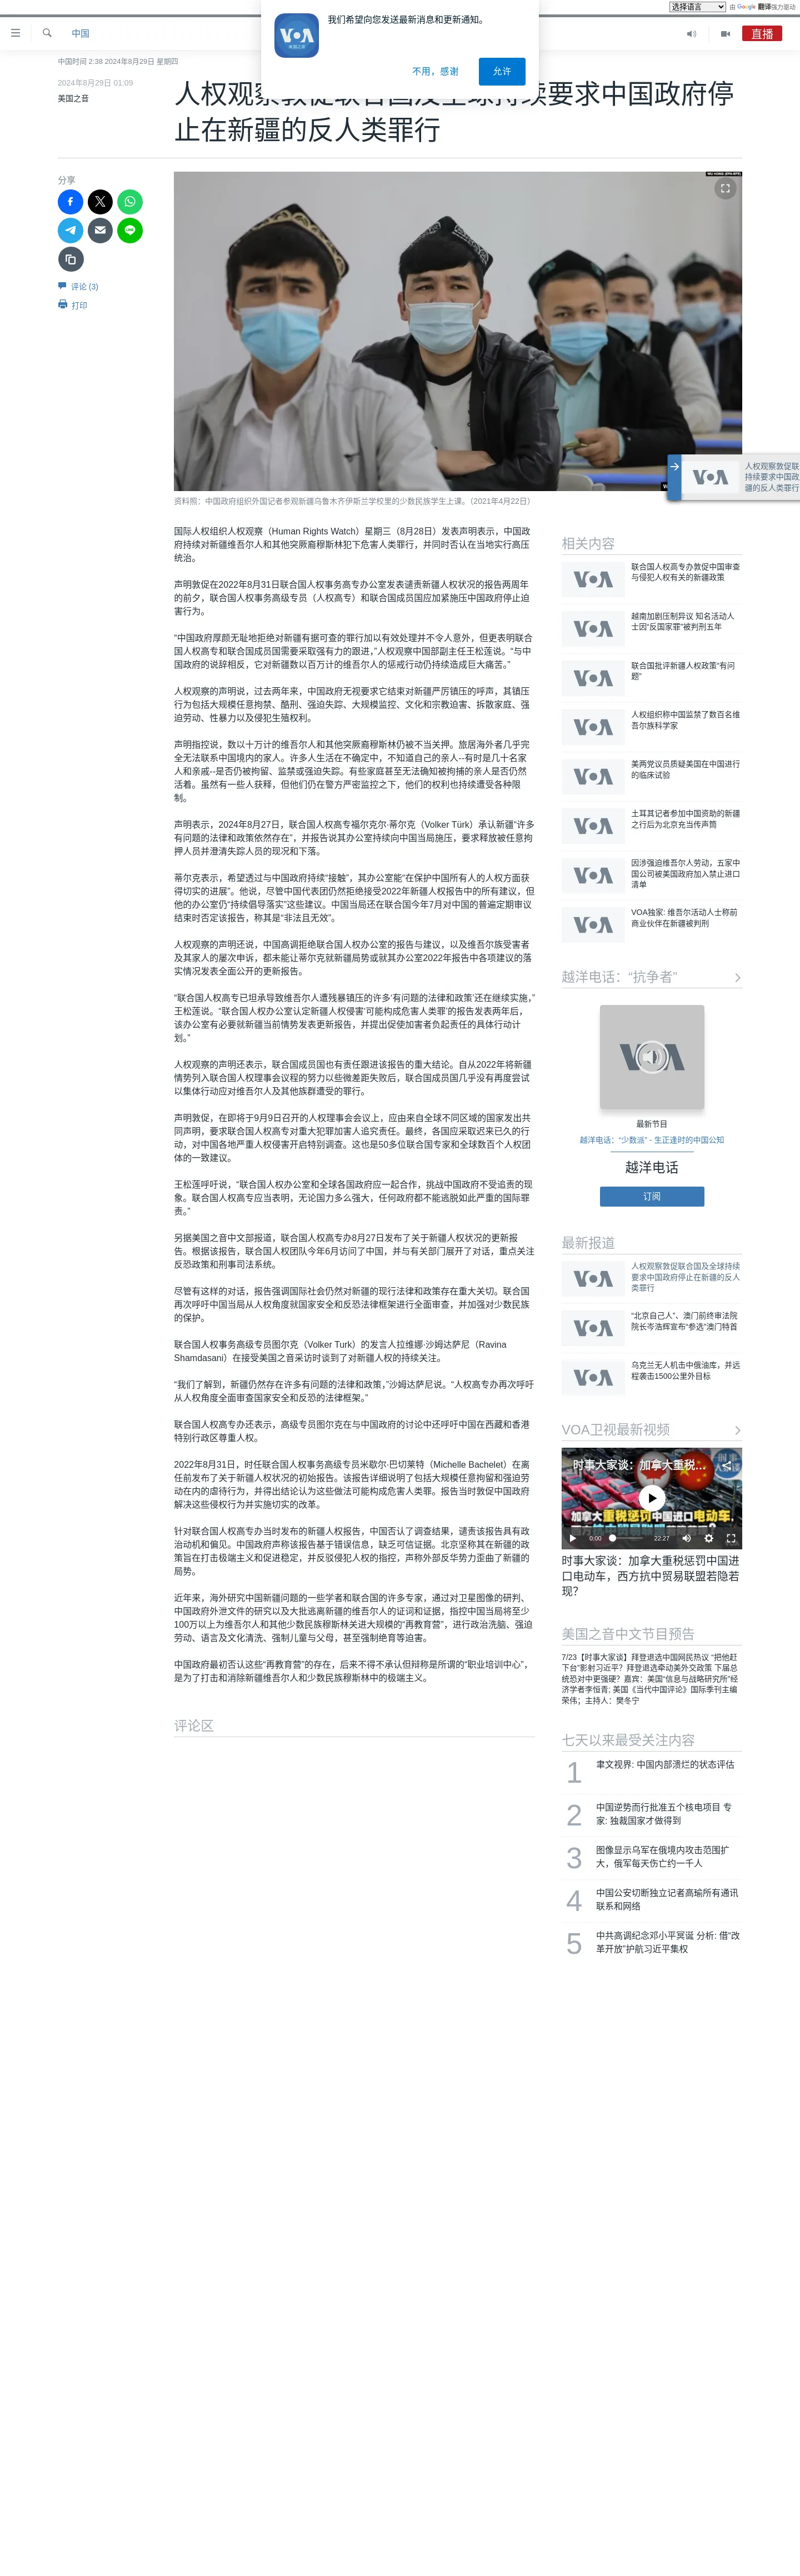 选择语言 由 Google 翻译强力驱动
中国
直播
我们希望向您发送最新消息和更新通知。
不用，感谢
允许
VOA
美国之音
中国时间 2:38 2024年8月29日 星期四
2024年8月29日 01:09
美国之音
人权观察敦促联合国及全球持续要求中国政府停
止在新疆的反人类罪行
分享
评论 (3)
打印
WU HONG (EPA-EFE)
资料照：中国政府组织外国记者参观新疆乌鲁木齐伊斯兰学校里的少数民族学生上课。（2021年4月22日）
人权观察敦促联
持续要求中国政
疆的反人类罪行
国际人权组织人权观察（Human Rights Watch）星期三（8月28日）发表声明表示，中国政
府持续对新疆维吾尔人和其他突厥裔穆斯林犯下危害人类罪行，并同时否认在当地实行高压
统治。
声明敦促在2022年8月31日联合国人权事务高专办公室发表谴责新疆人权状况的报告两周年
的前夕，联合国人权事务高级专员（人权高专）和联合国成员国应加紧施压中国政府停止迫
害行为。
“中国政府厚颜无耻地拒绝对新疆有据可查的罪行加以有效处理并不令人意外，但更表明联合
国人权高专和联合国成员国需要采取强有力的跟进，”人权观察中国部副主任王松莲说。“与中
国政府的说辞相反，它对新疆数以百万计的维吾尔人的惩戒行动仍持续造成巨大痛苦。”
人权观察的声明说，过去两年来，中国政府无视要求它结束对新疆严厉镇压的呼声，其镇压
行为包括大规模任意拘禁、酷刑、强迫失踪、大规模监控、文化和宗教迫害、拆散家庭、强
迫劳动、性暴力以及侵犯生殖权利。
声明指控说，数以十万计的维吾尔人和其他突厥裔穆斯林仍被不当关押。旅居海外者几乎完
全无法联系中国境内的家人。许多人生活在不确定中，不知道自己的亲人--有时是几十名家
人和亲戚--是否仍被拘留、监禁或强迫失踪。有些家庭甚至无法确知被拘捕的亲人是否仍然
活着。虽然有一些人获释，但他们仍在警方严密监控之下，他们的权利也持续遭受各种限
制。
声明表示，2024年8月27日，联合国人权高专福尔克尔·蒂尔克（Volker Türk）承认新疆“许多
有问题的法律和政策依然存在”，并报告说其办公室持续向中国当局施压，要求释放被任意拘
押人员并澄清失踪人员的现况和下落。
蒂尔克表示，希望透过与中国政府持续“接触”，其办公室能“在保护中国所有人的人权方面获
得切实的进展”。他说，尽管中国代表团仍然拒绝接受2022年新疆人权报告中的所有建议，但
他的办公室仍“持续倡导落实”这些建议。中国当局还在联合国今年7月对中国的普遍定期审议
结束时否定该报告，称其是“非法且无效”。
人权观察的声明还说，中国高调拒绝联合国人权办公室的报告与建议，以及维吾尔族受害者
及其家人的屡次申诉，都未能让蒂尔克就新疆局势或就其办公室2022年报告中各项建议的落
实情况发表全面公开的更新报告。
“联合国人权高专已坦承导致维吾尔人遭残暴镇压的许多‘有问题的法律和政策’还在继续实施，”
王松莲说。“联合国人权办公室认定新疆人权侵害‘可能构成危害人类罪’的报告发表两年后，
该办公室有必要就新疆当前情势发表更新报告，并提出促使加害者负起责任的具体行动计
划。”
人权观察的声明还表示，联合国成员国也有责任跟进该报告的重大结论。自从2022年将新疆
情势列入联合国人权理事会议程的努力以些微差距失败后，联合国成员国几乎没有再度尝试
以集体行动应对维吾尔人及其他族群遭受的罪行。
声明敦促，在即将于9月9日召开的人权理事会会议上，应由来自全球不同区域的国家发出共
同声明，要求联合国人权高专对重大犯罪加害人追究责任。最终，各国应采取迟来已久的行
动，对中国各地严重人权侵害开启特别调查。这也是50多位联合国专家和全球数百个人权团
体的一致建议。
王松莲呼吁说，“联合国人权办公室和全球各国政府应一起合作，挑战中国政府不受追责的现
象。联合国人权高专应当表明，无论国力多么强大，任何政府都不能逃脱如此严重的国际罪
责。”
另据美国之音中文部报道，联合国人权高专办8月27日发布了关于新疆人权状况的更新报
告。根据该报告，联合国人权团队今年6月访问了中国，并与有关部门展开了对话，重点关注
反恐政策和刑事司法系统。
尽管有这样的对话，报告强调国际社会仍然对新疆的现行法律和政策存在重大关切。联合国
再次呼吁中国当局从人权角度就国家安全和反恐法律框架进行全面审查，并加强对少数民族
的保护。
联合国人权事务高级专员图尔克（Volker Turk）的发言人拉维娜·沙姆达萨尼（Ravina
Shamdasani）在接受美国之音采访时谈到了对新疆人权的持续关注。
“我们了解到，新疆仍然存在许多有问题的法律和政策，”沙姆达萨尼说。“人权高专办再次呼吁
从人权角度全面审查国家安全和反恐的法律框架。”
联合国人权高专办还表示，高级专员图尔克在与中国政府的讨论中还呼吁中国在西藏和香港
特别行政区尊重人权。
2022年8月31日，时任联合国人权事务高级专员米歇尔·巴切莱特（Michelle Bachelet）在离
任前发布了关于新疆人权状况的初始报告。该报告详细说明了包括大规模任意拘留和强迫劳
动在内的虐待行为，并得出结论认为这些做法可能构成危害人类罪。报告当时敦促中国政府
解决这些侵权行为并实施切实的改革。
针对联合国人权高专办当时发布的新疆人权报告，中国否认了调查结果，谴责该报告具有政
治动机和偏见。中国政府声称该报告基于错误信息，缺乏可信证据。北京坚称其在新疆的政
策旨在打击极端主义和促进稳定，并反驳侵犯人权的指控，声称外部反华势力歪曲了新疆的
局势。
近年来，海外研究中国新疆问题的一些学者和联合国的许多专家，通过对卫星图像的研判、
中国政府外泄文件的研究以及大批逃离新疆的维吾尔人的证词和证据，指控中国当局将至少
100万以上为维吾尔人和其他少数民族穆斯林关进大规模的“再教育营”，进行政治洗脑、强迫
劳动、语言及文化清洗、强制儿童与父母，甚至强制绝育等迫害。
中国政府最初否认这些“再教育营”的存在，后来不得不承认但辩称是所谓的“职业培训中心”，
是为了打击和消除新疆维吾尔人和少数民族穆斯林中的极端主义。
评论区
相关内容
联合国人权高专办敦促中国审查
与侵犯人权有关的新疆政策
越南加剧压制异议 知名活动人
士因“反国家罪”被判刑五年
联合国批评新疆人权政策“有问
题”
人权组织称中国监禁了数百名维
吾尔族科学家
美两党议员质疑美国在中国进行
的临床试验
土耳其记者参加中国资助的新疆
之行后为北京充当传声筒
因涉强迫维吾尔人劳动，五家中
国公司被美国政府加入禁止进口
清单
VOA独家: 维吾尔活动人士称前
商业伙伴在新疆被判刑
越洋电话：“抗争者”
最新节目
越洋电话：“少数派” - 生正逢时的中国公知
越洋电话
订阅
最新报道
人权观察敦促联合国及全球持续
要求中国政府停止在新疆的反人
类罪行
“北京自己人”、澳门前终审法院
院长岑浩辉宣布“参选”澳门特首
乌克兰无人机击中俄油库，并远
程袭击1500公里外目标
VOA卫视最新视频
时事大家谈：加拿大重税...
加拿大重税惩罚中国进口电动车,
0:00 22:27
时事大家谈：加拿大重税惩罚中国进
口电动车，西方抗中贸易联盟若隐若
现？
美国之音中文节目预告
7/23【时事大家谈】拜登退选中国网民热议 “把他赶
下台”影射习近平？拜登退选牵动美外交政策 下届总
统恐对中更强硬？嘉宾：美国“信息与战略研究所”经
济学者李恒青; 美国《当代中国评论》国际季刊主编
荣伟；主持人：樊冬宁
七天以来最受关注内容
1 聿文视界: 中国内部溃烂的状态评估
2 中国逆势而行批准五个核电项目 专
家: 独裁国家才做得到
3 图像显示乌军在俄境内攻击范围扩
大，俄军每天伤亡约一千人
4 中国公安切断独立记者高瑜所有通讯
联系和网络
5 中共高调纪念邓小平冥诞 分析: 借“改
革开放”护航习近平集权